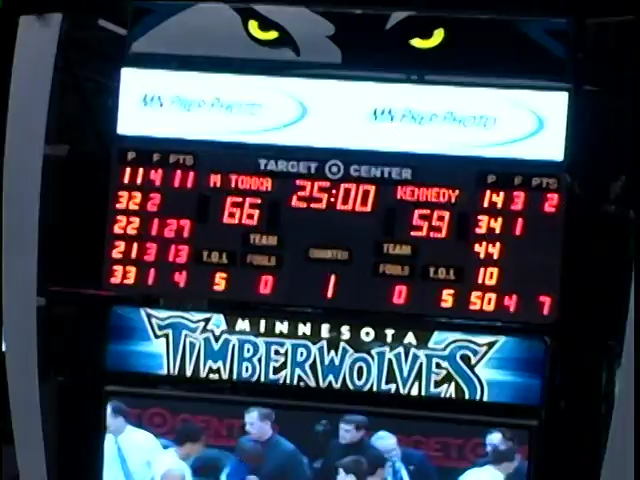 MN PREP PHOTO MN PREP PHOTO
TARGET CENTER
P F PTS P F PTS
11 4 11 M TONKA 25:00 KENNEDY 14 3 2
32 2 66 59 34 1
22 1 27 TEAM FOULS QUARTER TEAM FOULS 44
21 3 13 T.O.L T.O.L 10
33 1 4 5 0 1 0 5 50 4 7
MINNESOTA
TIMBERWOLVES